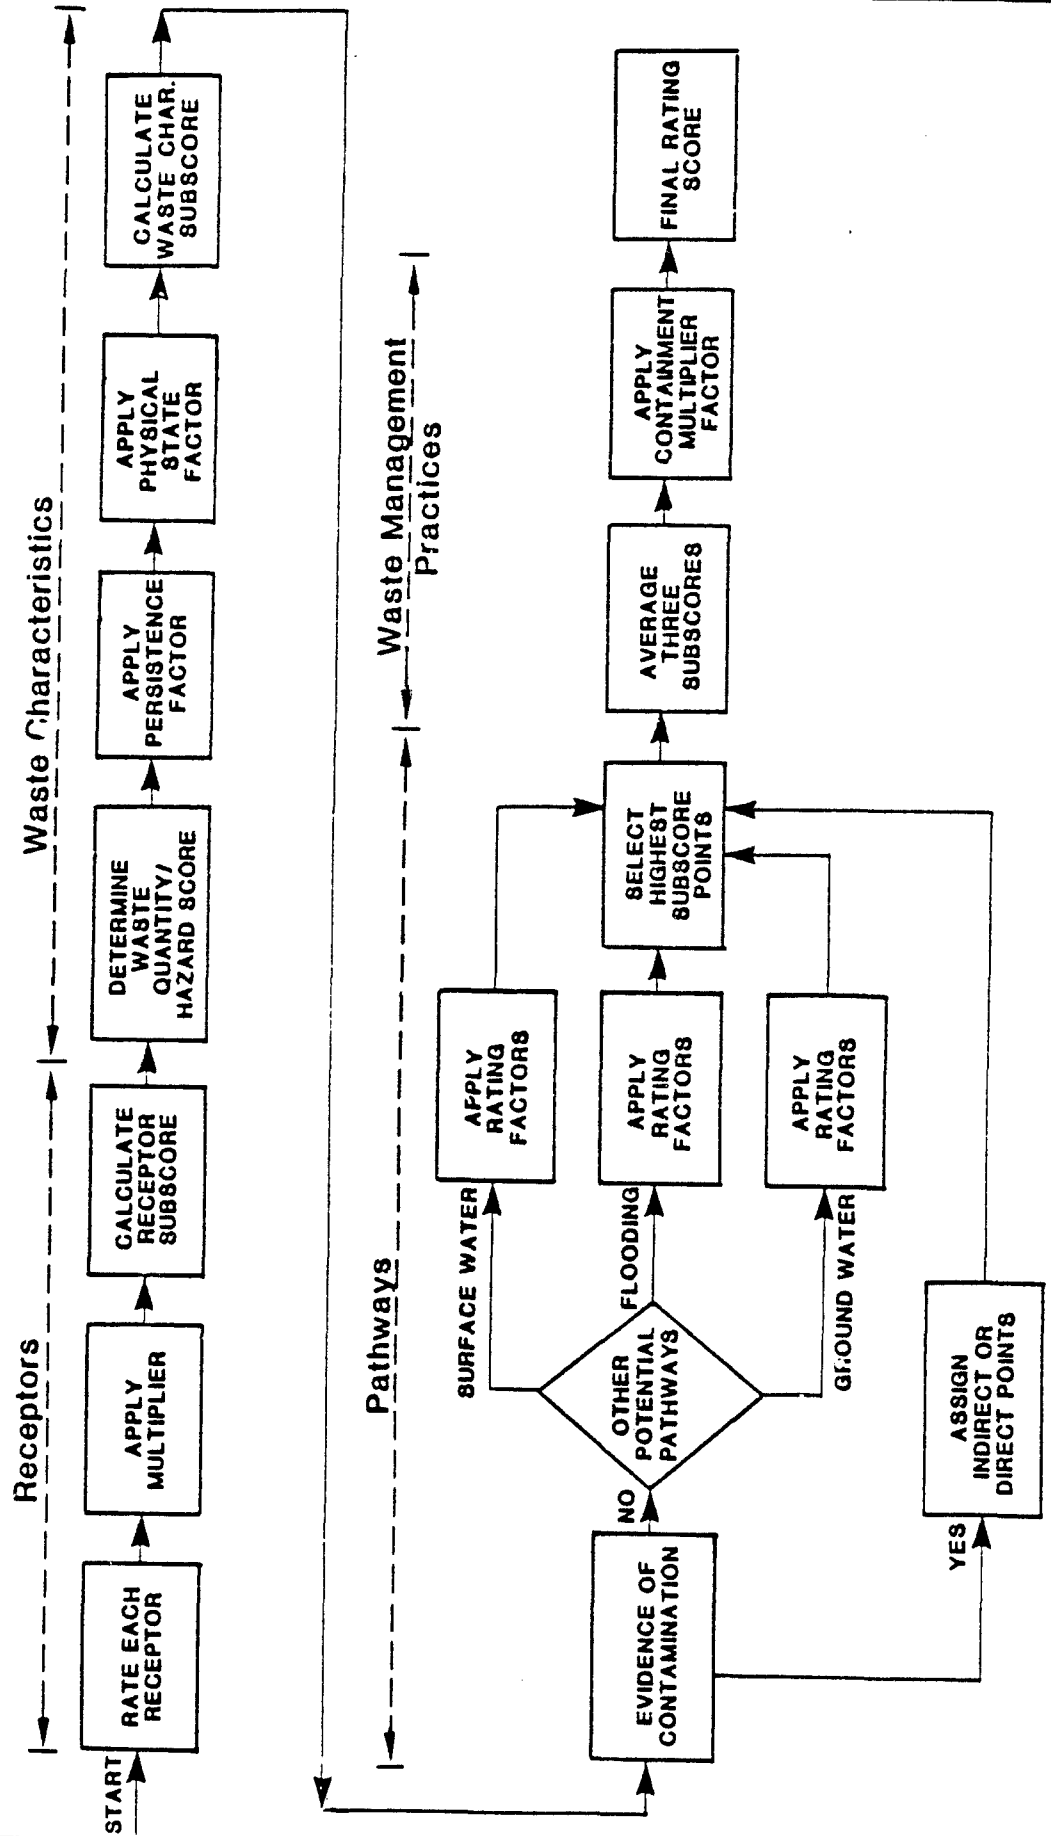 Receptors
Waste Characteristics
START
RATE EACH
RECEPTOR
APPLY
MULTIPLIER
CALCULATE
RECEPTOR
SUBSCORE
DETERMINE
WASTE
QUANTITY/
HAZARD SCORE
APPLY
PERSISTENCE
FACTOR
APPLY
PHYSICAL
STATE
FACTOR
CALCULATE
WASTE CHAR.
SUBSCORE
Pathways
Waste Management
Practices
EVIDENCE OF
CONTAMINATION
NO
YES
OTHER
POTENTIAL
PATHWAYS
SURFACE WATER
FLOODING
GROUND WATER
ASSIGN
INDIRECT OR
DIRECT POINTS
APPLY
RATING
FACTORS
APPLY
RATING
FACTORS
APPLY
RATING
FACTORS
SELECT
HIGHEST
SUBSCORE
POINTS
AVERAGE
THREE
SUBSCORES
APPLY
CONTAINMENT
MULTIPLIER
FACTOR
FINAL RATING
SCORE